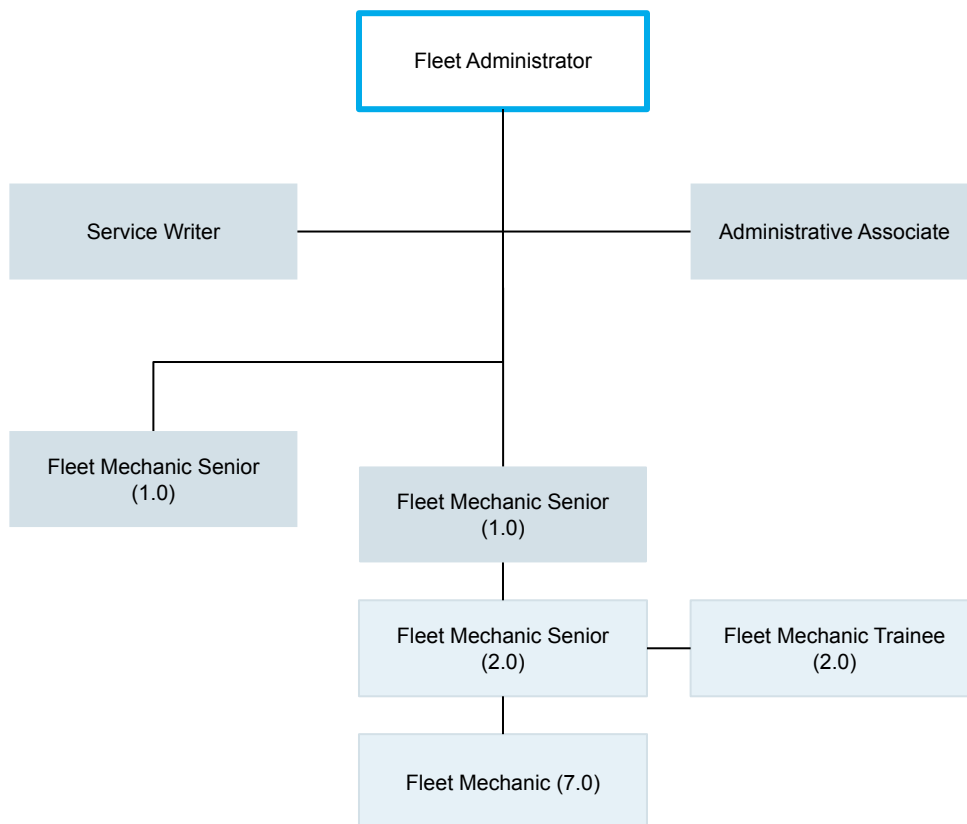 Fleet Administrator
Service Writer
Administrative Associate
Fleet Mechanic Senior
(1.0)
Fleet Mechanic Senior
(1.0)
Fleet Mechanic Senior
(2.0)
Fleet Mechanic Trainee
(2.0)
Fleet Mechanic (7.0)